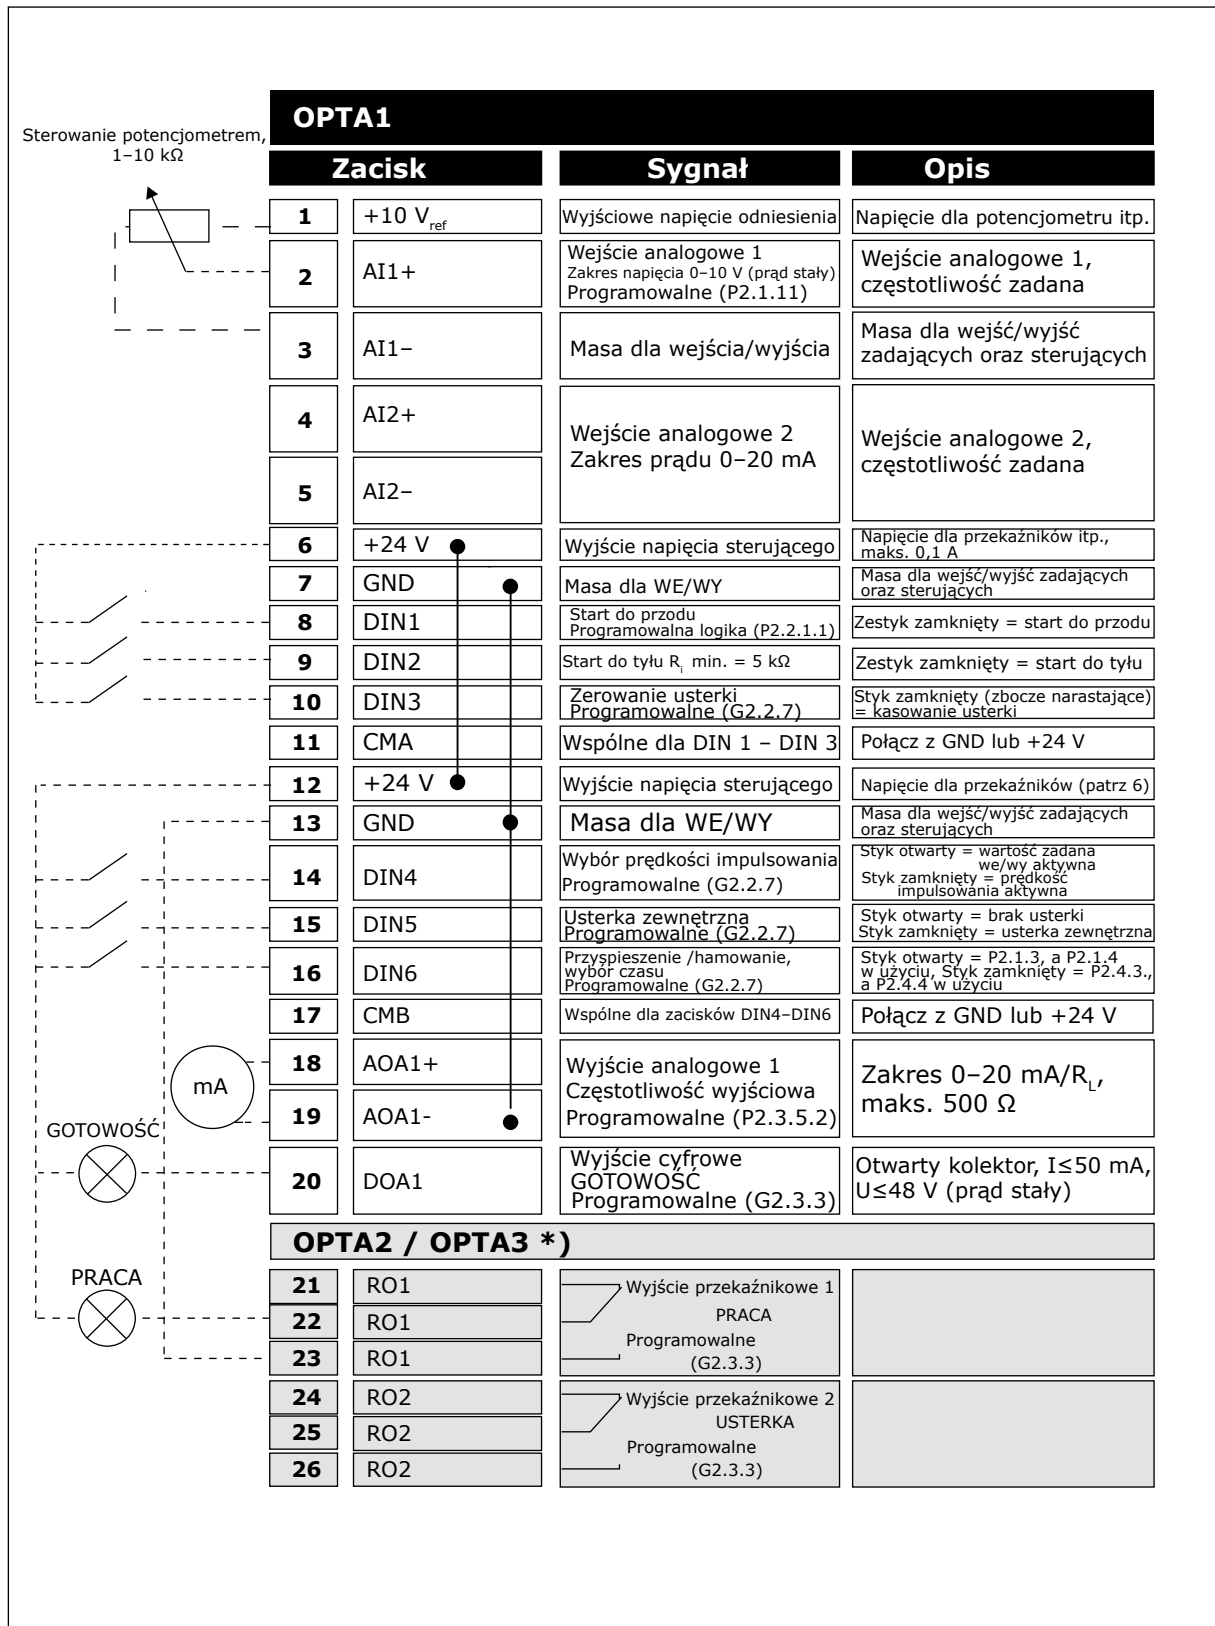 OPTA1
Sterowanie potencjometrem,
1–10 kΩ
Zacisk Sygnał Opis
1 +10 Vref Wyjściowe napięcie odniesienia Napięcie dla potencjometru itp.
2 AI1+ Wejście analogowe 1
Zakres napięcia 0–10 V (prąd stały)
Programowalne (P2.1.11)
Wejście analogowe 1,
częstotliwość zadana
3 AI1– Masa dla wejścia/wyjścia
Masa dla wejść/wyjść
zadających oraz sterujących
4 AI2+
5 AI2–
Wejście analogowe 2
Zakres prądu 0–20 mA
Wejście analogowe 2,
częstotliwość zadana
6 +24 V Wyjście napięcia sterującego
Napięcie dla przekaźników itp.,
maks. 0,1 A
7 GND Masa dla WE/WY
Masa dla wejść/wyjść zadających
oraz sterujących
8 DIN1 Start do przodu
Programowalna logika (P2.2.1.1)
Zestyk zamknięty = start do przodu
9 DIN2 Start do tyłu Ri min. = 5 kΩ Zestyk zamknięty = start do tyłu
10 DIN3 Zerowanie usterki
Programowalne (G2.2.7)
Styk zamknięty (zbocze narastające)
= kasowanie usterki
11 CMA Wspólne dla DIN 1 – DIN 3 Połącz z GND lub +24 V
12 +24 V Wyjście napięcia sterującego Napięcie dla przekaźników (patrz 6)
13 GND Masa dla WE/WY
Masa dla wejść/wyjść zadających
oraz sterujących
14 DIN4 Wybór prędkości impulsowania
Programowalne (G2.2.7)
Styk otwarty = wartość zadana
we/wy aktywna
Styk zamknięty = prędkość
impulsowania aktywna
15 DIN5 Usterka zewnętrzna
Programowalne (G2.2.7)
Styk otwarty = brak usterki
Styk zamknięty = usterka zewnętrzna
16 DIN6 Przyspieszenie /hamowanie,
wybór czasu
Programowalne (G2.2.7)
Styk otwarty = P2.1.3, a P2.1.4
w użyciu, Styk zamknięty = P2.4.3.,
a P2.4.4 w użyciu
17 CMB Wspólne dla zacisków DIN4–DIN6 Połącz z GND lub +24 V
mA
18 AOA1+
19 AOA1-
Wyjście analogowe 1
Częstotliwość wyjściowa
Programowalne (P2.3.5.2)
Zakres 0–20 mA/RL,
maks. 500 Ω
GOTOWOŚĆ
20 DOA1 Wyjście cyfrowe
GOTOWOŚĆ
Programowalne (G2.3.3)
Otwarty kolektor, I≤50 mA,
U≤48 V (prąd stały)
OPTA2 / OPTA3 *)
PRACA
21 RO1
22 RO1
23 RO1
Wyjście przekaźnikowe 1
PRACA
Programowalne
(G2.3.3)
24 RO2
25 RO2
26 RO2
Wyjście przekaźnikowe 2
USTERKA
Programowalne
(G2.3.3)